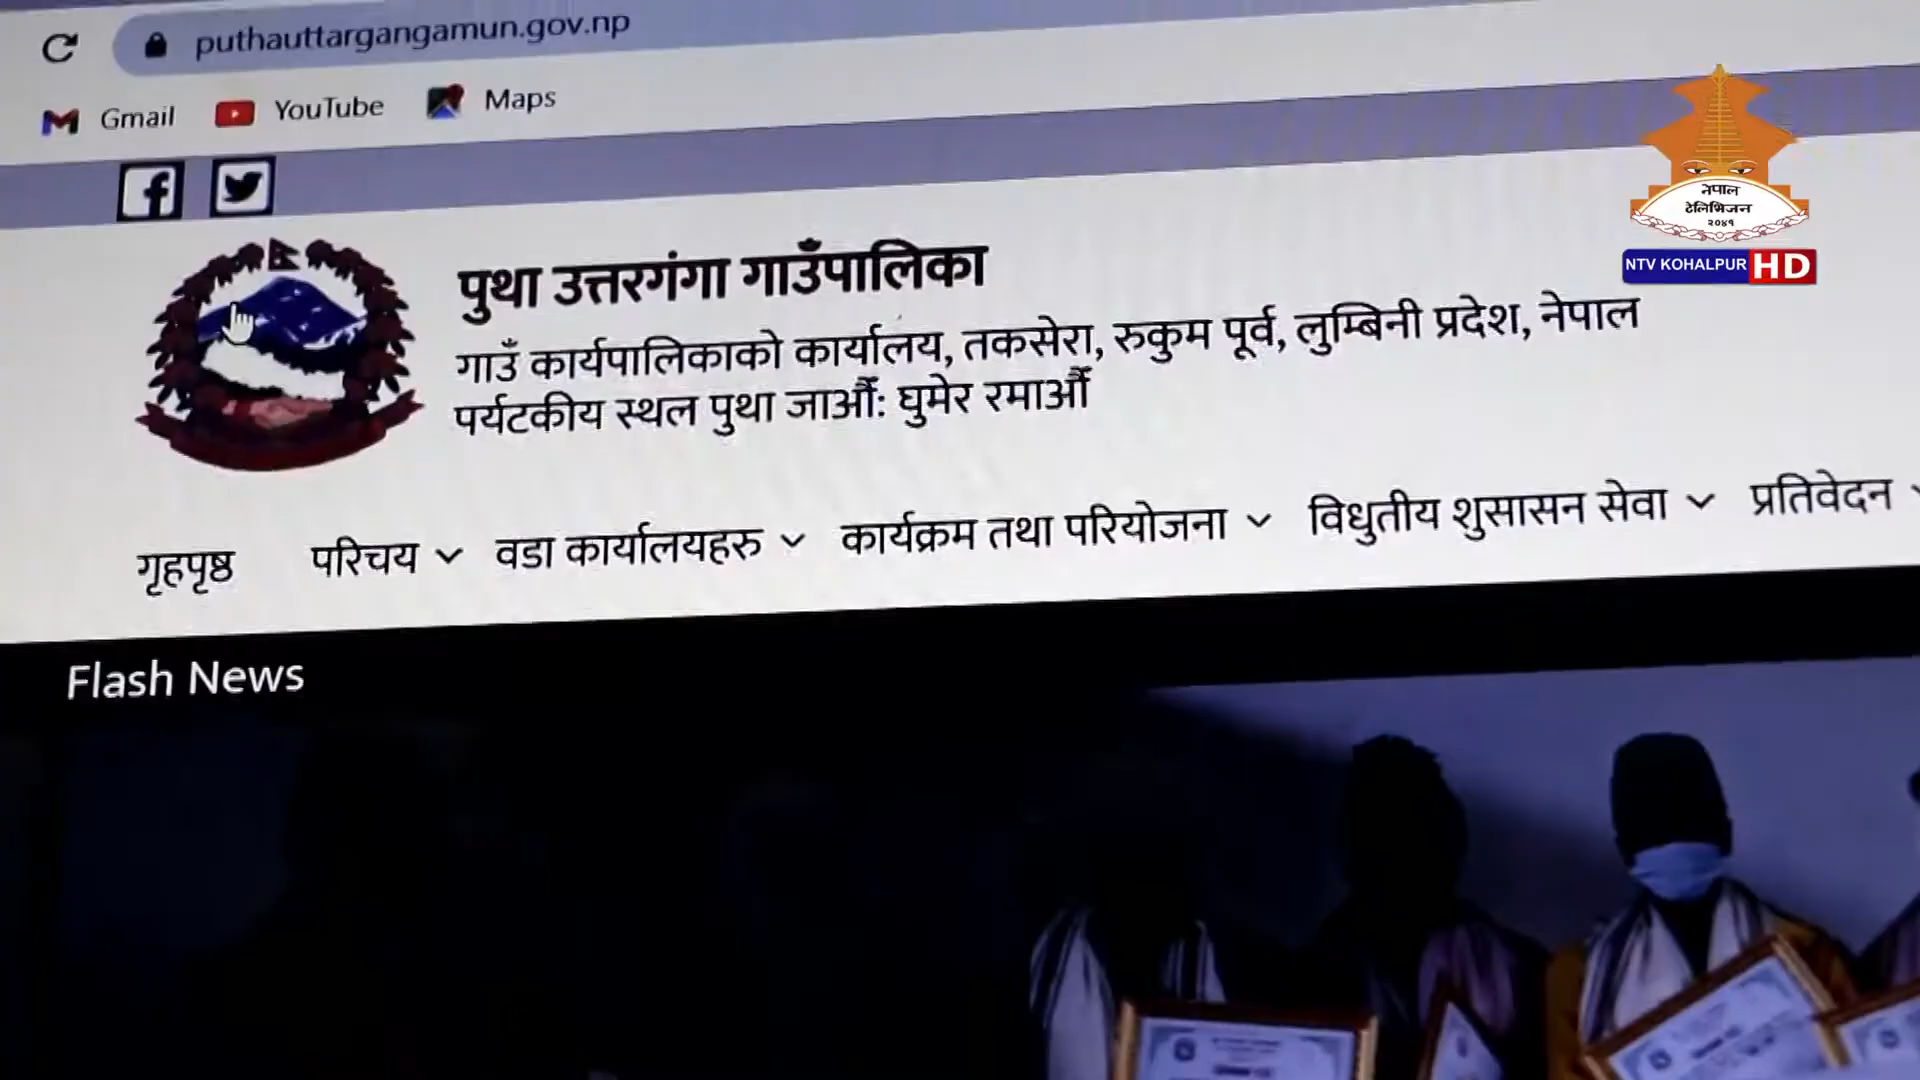 puthauttargangamun.gov.np
Gmail YouTube Maps
नेपाल
टेलिभिजन
२०४१
NTV KOHALPUR HD
पुथा उत्तरगंगा गाउँपालिका
गाउँ कार्यपालिकाको कार्यालय, तकसेरा, रुकुम पूर्व, लुम्बिनी प्रदेश, नेपाल
पर्यटकीय स्थल पुथा जाऔँ: घुमेर रमाऔँ
गृहपृष्ठ परिचय वडा कार्यालयहरु कार्यक्रम तथा परियोजना विधुतीय शुसासन सेवा प्रतिवेदन
Flash News